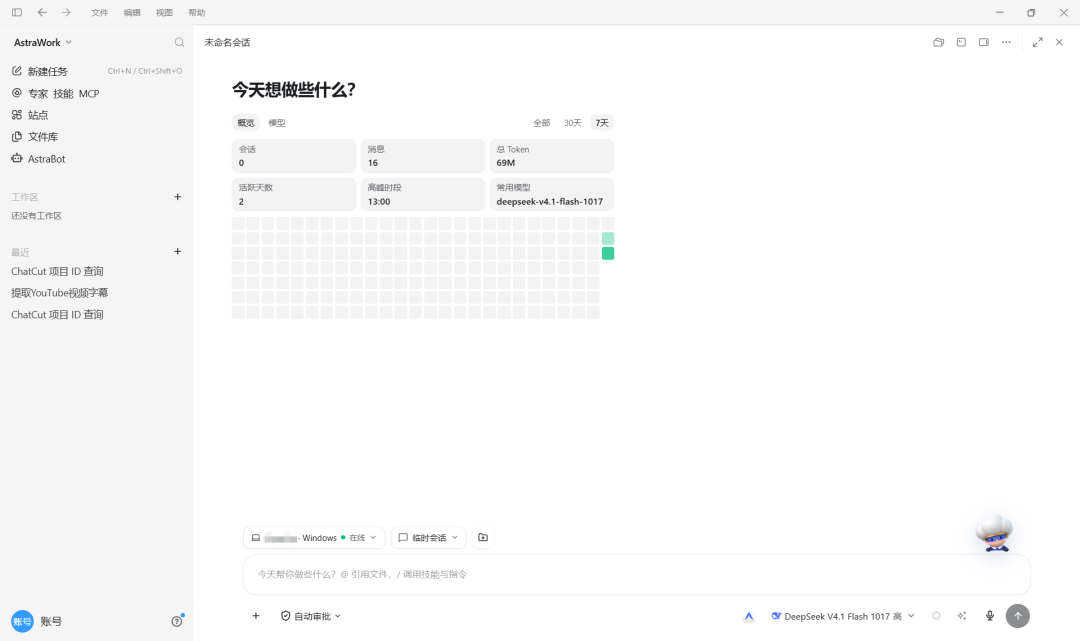 文件 编辑 视图 帮助
AstraWork
未命名会话
新建任务 Ctrl+N / Ctrl+Shift+O
专家 技能 MCP
站点
文件库
AstraBot
工作区 +
还没有工作区
最近 +
ChatCut 项目 ID 查询
提取YouTube视频字幕
ChatCut 项目 ID 查询
账号 账号
今天想做些什么?
概览 模型 全部 30天 7天
会话 消息 总 Token
0 16 69M
活跃天数 高峰时段 常用模型
2 13:00 deepseek-v4.1-flash-1017
· Windows 在线 临时会话
今天帮你做些什么? @ 引用文件, / 调用技能与指令
+ 自动审批 DeepSeek V4.1 Flash 1017 高